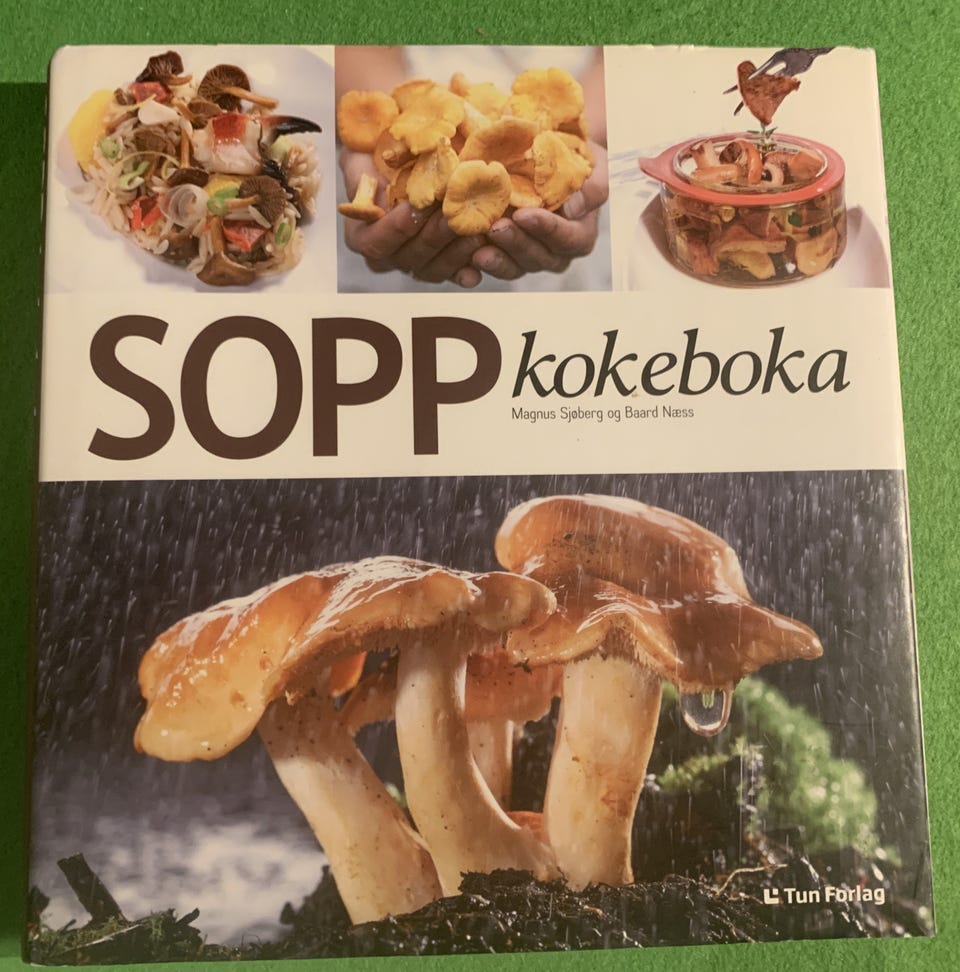 SOPP kokeboka
Magnus Sjøberg og Baard Næss
Tun Forlag